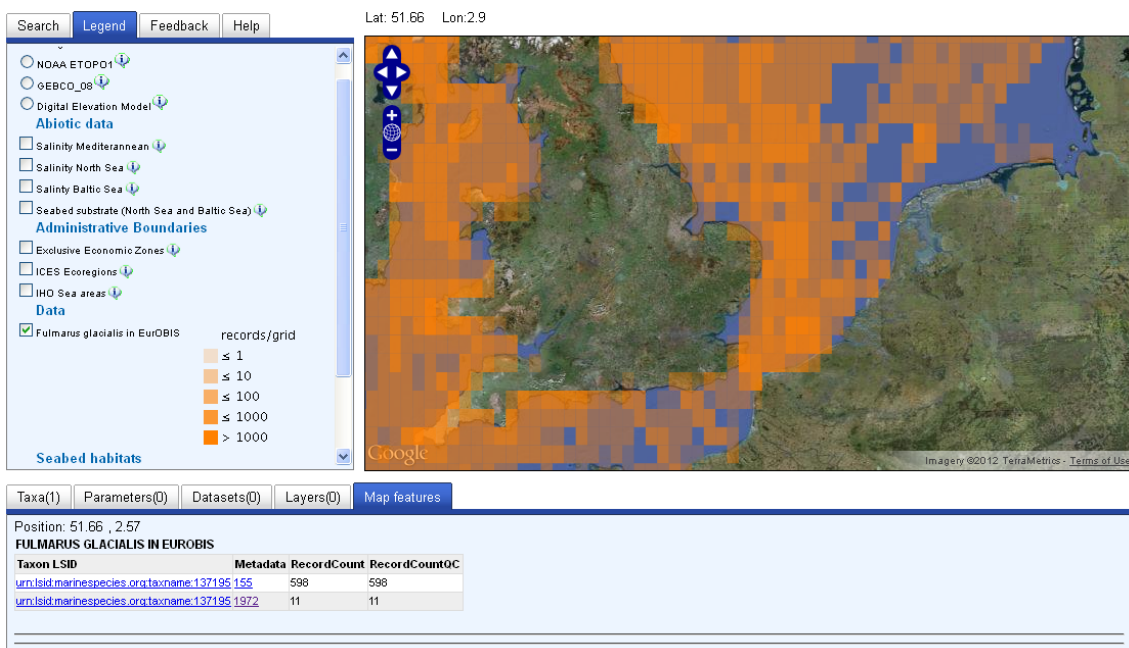 Search Legend Feedback Help
Lat: 51.66 Lon:2.9
NOAA ETOPO1
GEBCO_08
Digital Elevation Model
Abiotic data
Salinity Mediterannean
Salinity North Sea
Salinty Baltic Sea
Seabed substrate (North Sea and Baltic Sea)
Administrative Boundaries
Exclusive Economic Zones
ICES Ecoregions
IHO Sea areas
Data
Fulmarus glacialis in EurOBIS
records/grid
≤ 1
≤ 10
≤ 100
≤ 1000
> 1000
Seabed habitats
Google
Imagery ©2012 TerraMetrics - Terms of Use
Taxa(1) Parameters(0) Datasets(0) Layers(0) Map features
Position: 51.66 , 2.57
FULMARUS GLACIALIS IN EUROBIS
Taxon LSID Metadata RecordCount RecordCountQC
urn:lsid:marinespecies.org:taxname:137195 155 598 598
urn:lsid:marinespecies.org:taxname:137195 1972 11 11